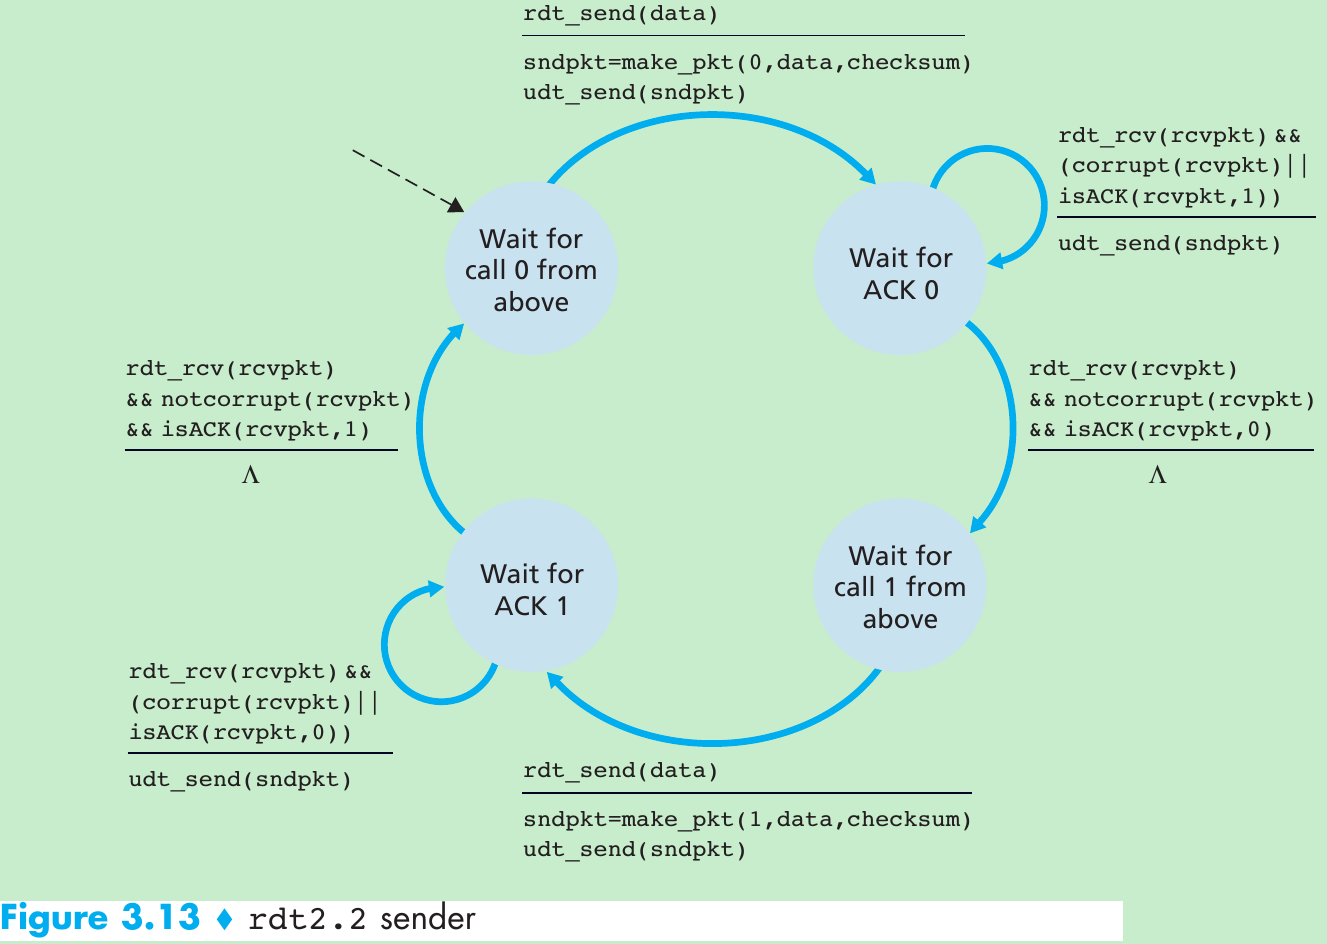 rdt_send(data)
sndpkt=make_pkt(0,data,checksum)
udt_send(sndpkt)
rdt_rcv(rcvpkt) &&
(corrupt(rcvpkt)||
isACK(rcvpkt,1))
udt_send(sndpkt)
Wait for
call 0 from
above
Wait for
ACK 0
rdt_rcv(rcvpkt)
&& notcorrupt(rcvpkt)
&& isACK(rcvpkt,1)
Λ
rdt_rcv(rcvpkt)
&& notcorrupt(rcvpkt)
&& isACK(rcvpkt,0)
Λ
Wait for
ACK 1
Wait for
call 1 from
above
rdt_rcv(rcvpkt) &&
(corrupt(rcvpkt)||
isACK(rcvpkt,0))
udt_send(sndpkt)
rdt_send(data)
sndpkt=make_pkt(1,data,checksum)
udt_send(sndpkt)
Figure 3.13 ♦ rdt2.2 sender